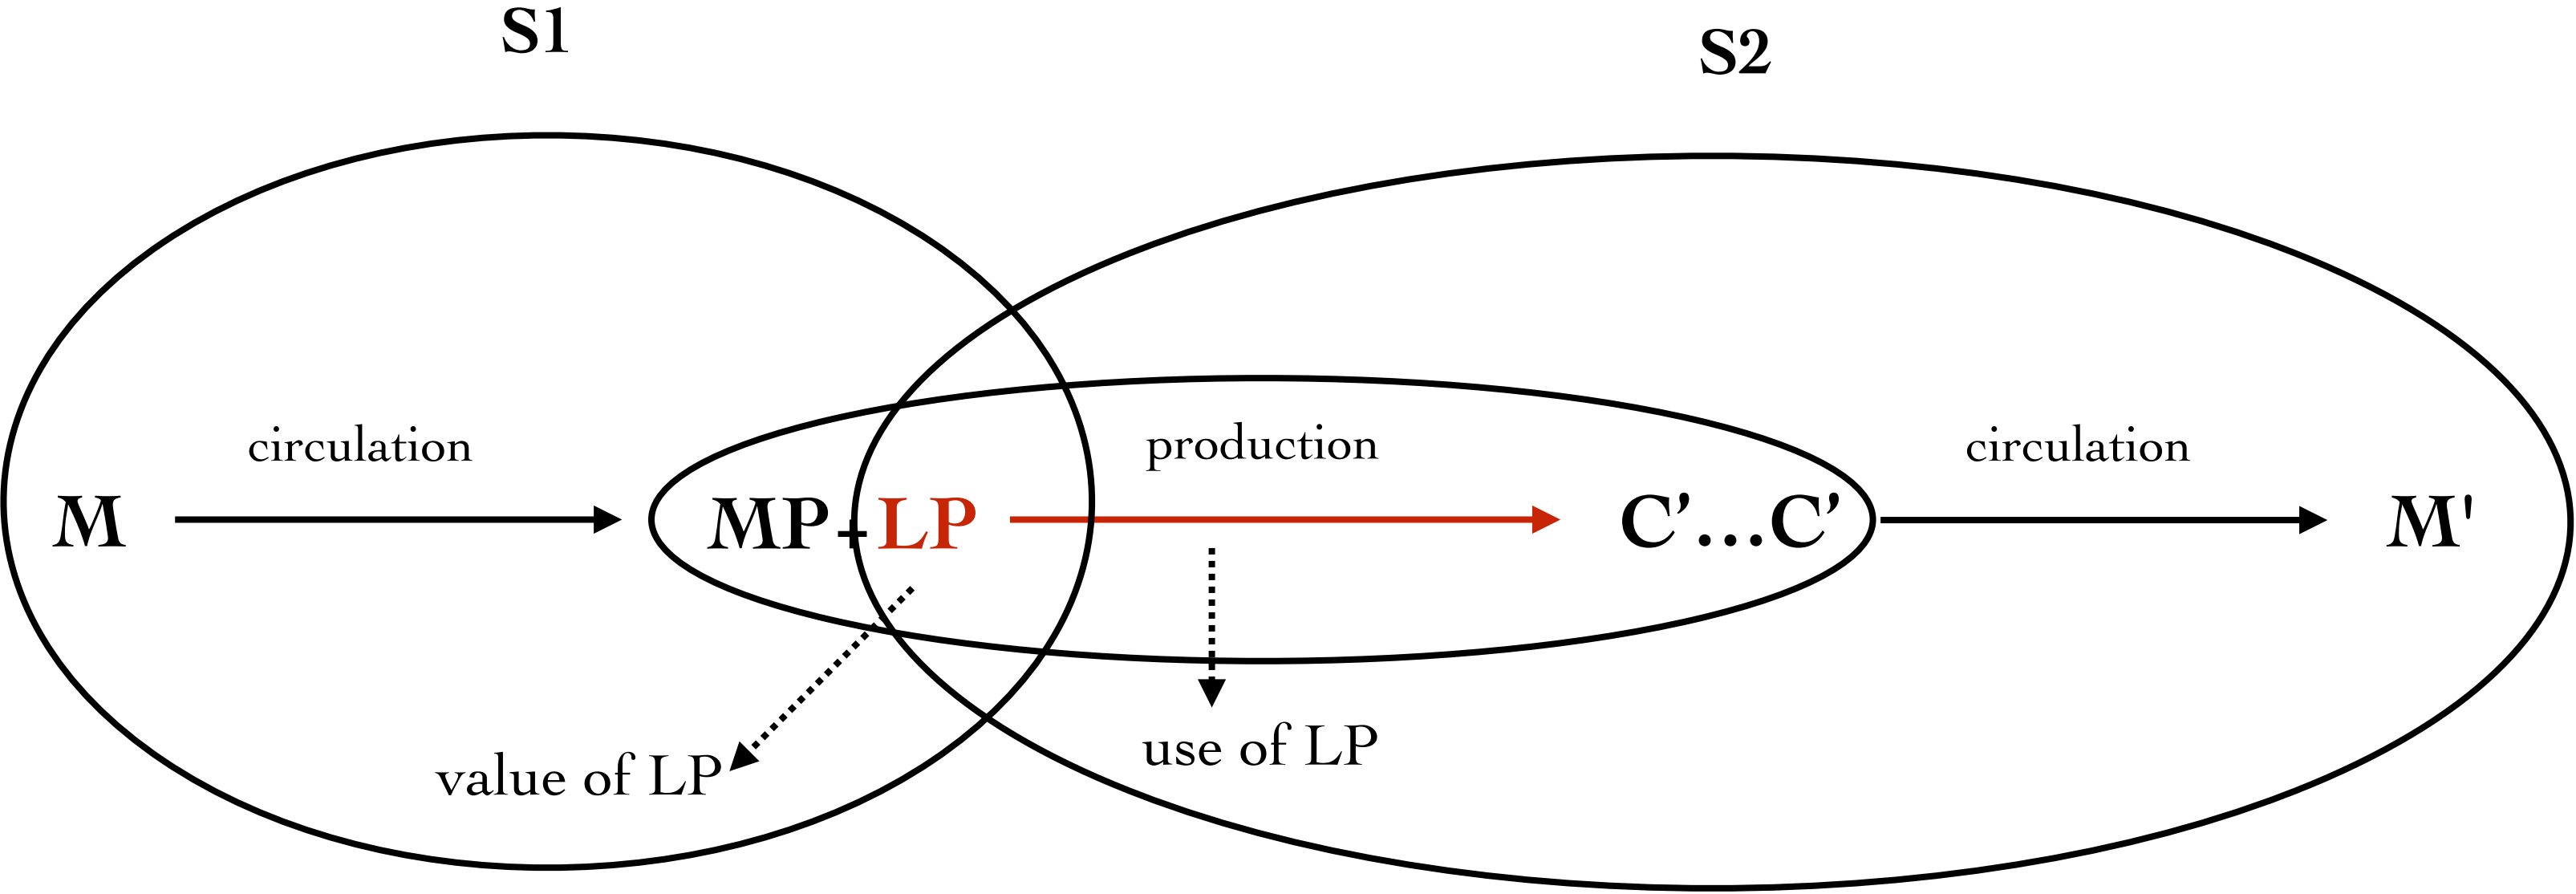 S1
S2
circulation
production
circulation
M
MP+LP
C’...C’
M'
value of LP
use of LP